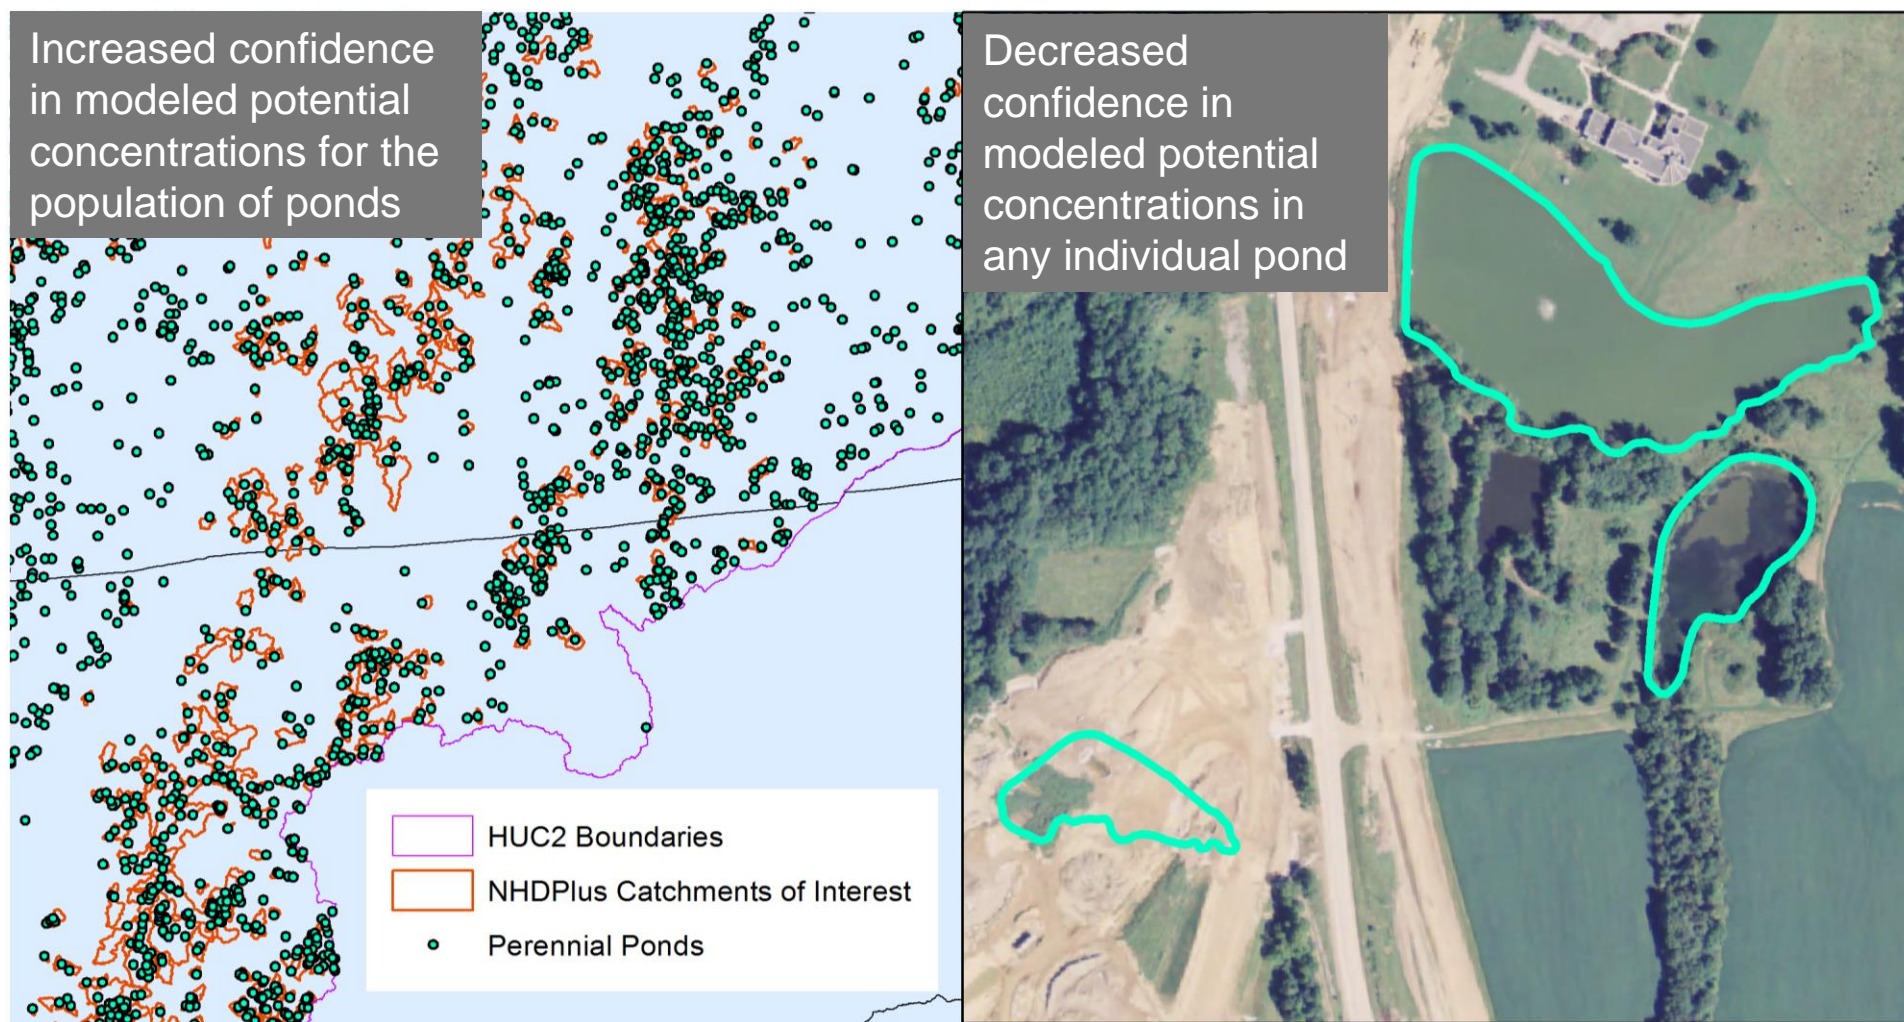 Increased confidence
in modeled potential
concentrations for the
population of ponds
Decreased
confidence in
modeled potential
concentrations in
any individual pond
HUC2 Boundaries
NHDPlus Catchments of Interest
Perennial Ponds